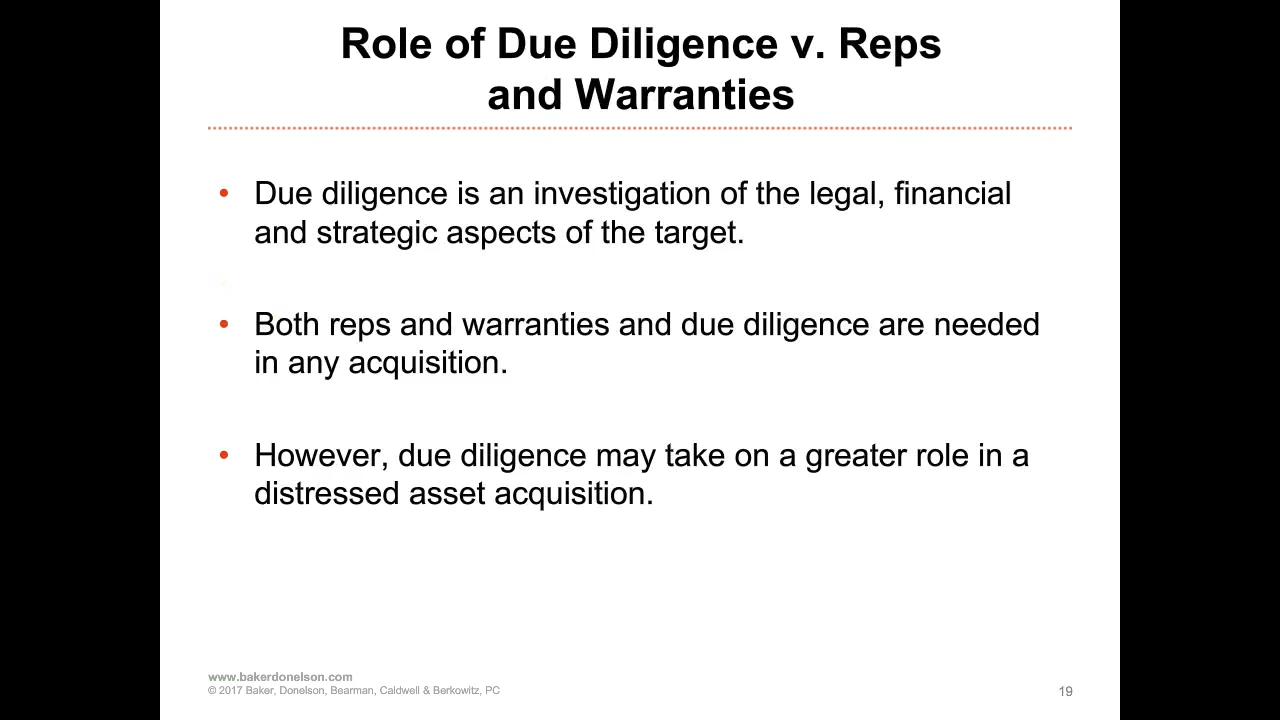 Role of Due Diligence v. Reps
and Warranties
• Due diligence is an investigation of the legal, financial
and strategic aspects of the target.
• Both reps and warranties and due diligence are needed
in any acquisition.
• However, due diligence may take on a greater role in a
distressed asset acquisition.
www.bakerdonelson.com
© 2017 Baker, Donelson, Bearman, Caldwell & Berkowitz, PC
19